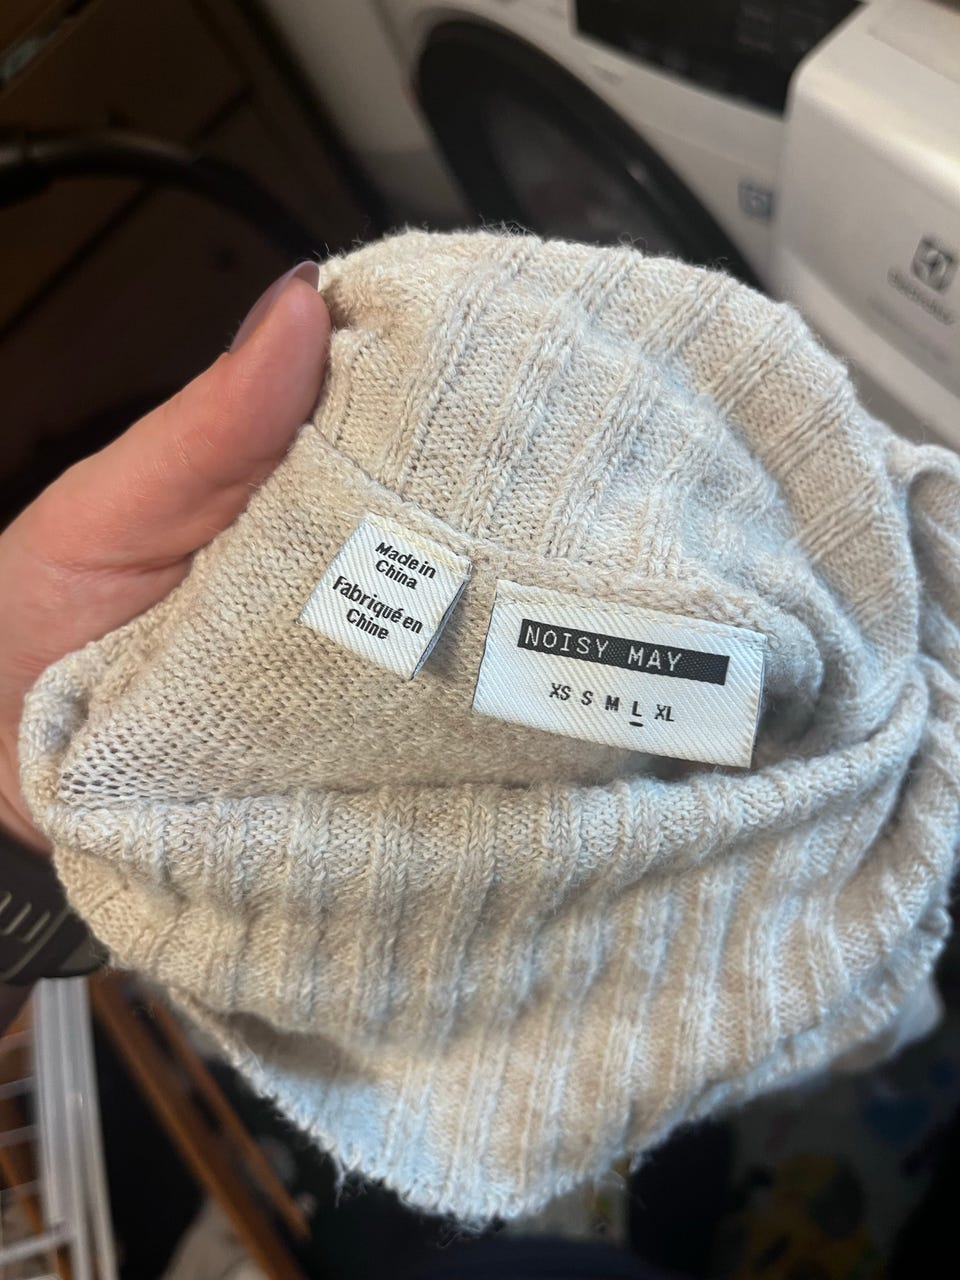 Made in
China
Fabriqué en
Chine
NOISY MAY
XS S M L XL